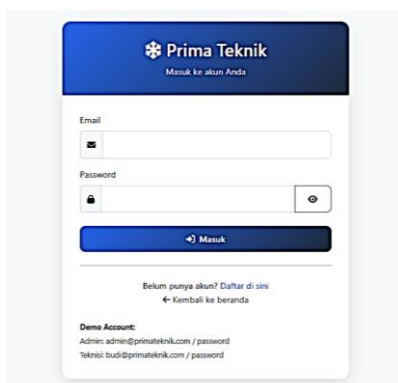 Prima Teknik
Masuk ke akun Anda
Email
Password
Masuk
Belum punya akun? Daftar di sini
← Kembali ke beranda
Demo Account:
Admin: admin@primateknik.com / password
Teknisi: budi@primateknik.com / password